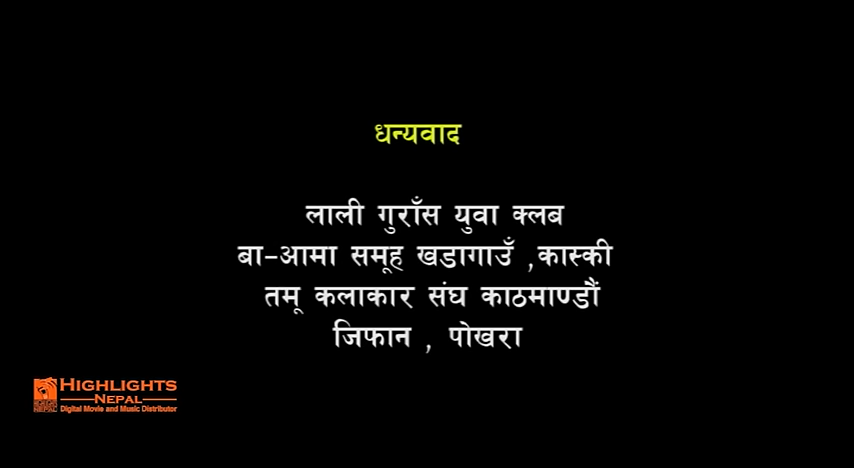 धन्यवाद
लाली गुराँस युवा क्लब
बा-आमा समूह खडागाउँ ,कास्की
तमू कलाकार संघ काठमाण्डौं
जिफान , पोखरा
HIGHLIGHTS
NEPAL
Digital Movie and Music Distributor